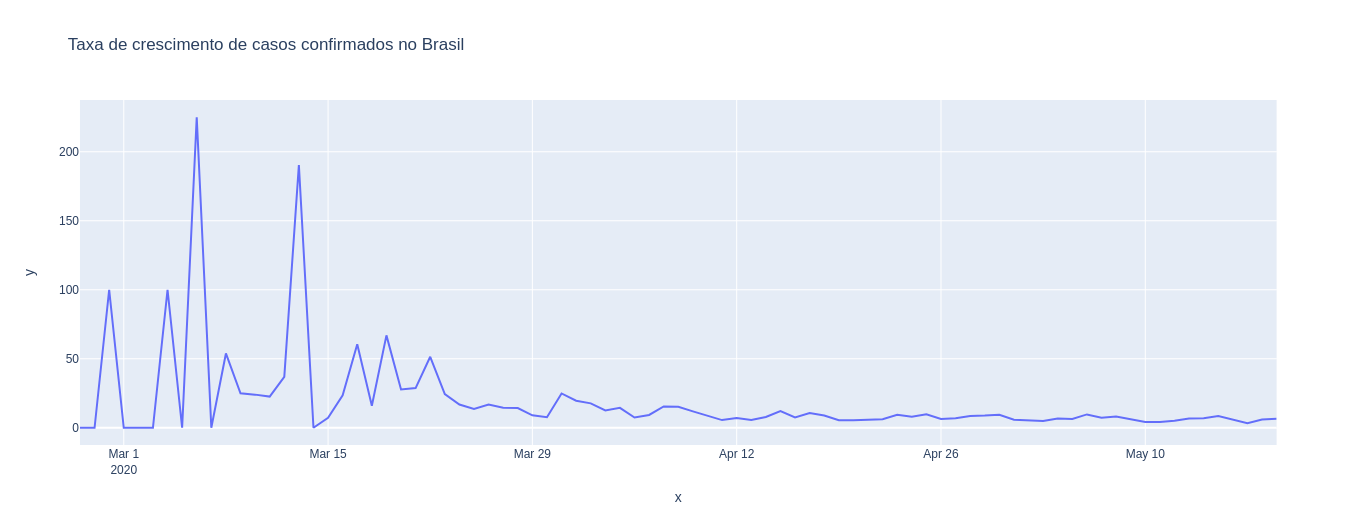 Taxa de crescimento de casos confirmados no Brasil
200
150
100
50
0
y
Mar 1
2020
Mar 15
Mar 29
Apr 12
Apr 26
May 10
x